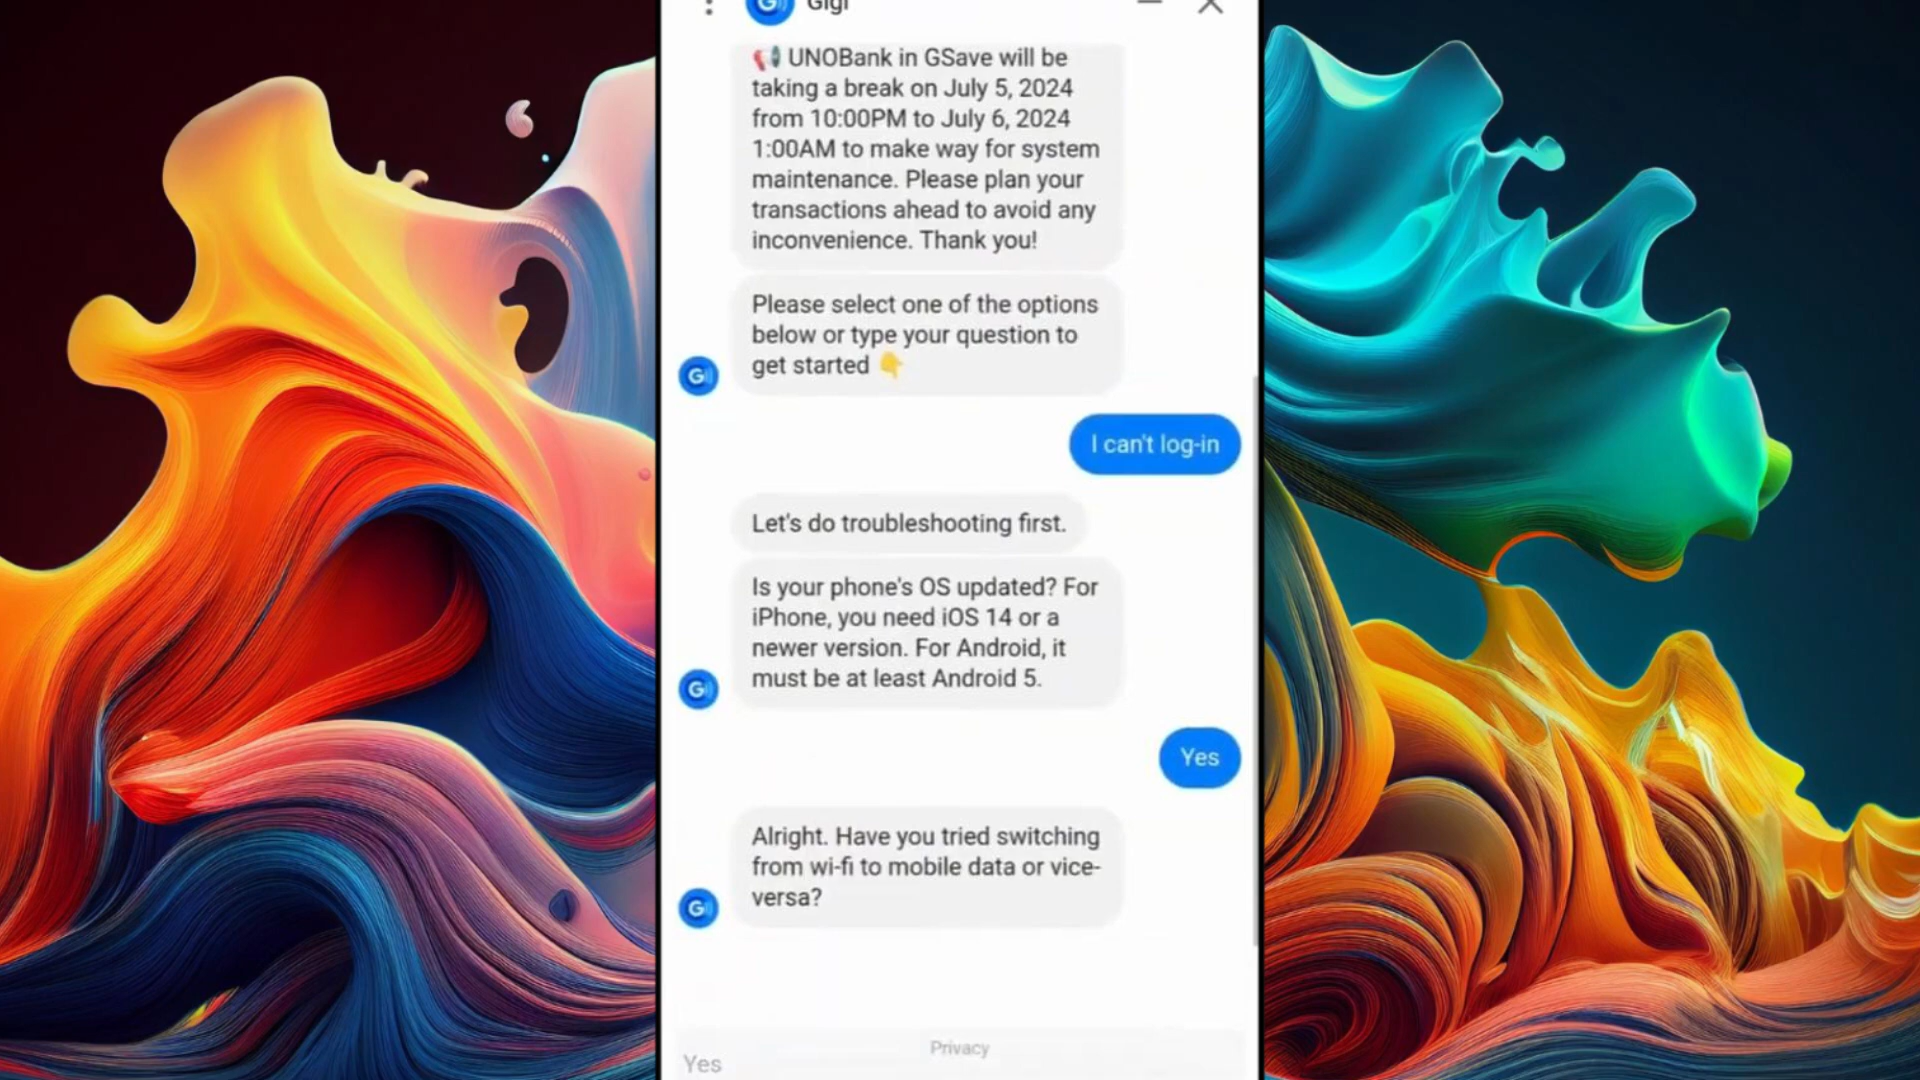 Gigi
UNOBank in GSave will be
taking a break on July 5, 2024
from 10:00PM to July 6, 2024
1:00AM to make way for system
maintenance. Please plan your
transactions ahead to avoid any
inconvenience. Thank you!
Please select one of the options
below or type your question to
get started
I can't log-in
Let's do troubleshooting first.
Is your phone's OS updated? For
iPhone, you need iOS 14 or a
newer version. For Android, it
must be at least Android 5.
Yes
Alright. Have you tried switching
from wi-fi to mobile data or vice-
versa?
Privacy
Yes